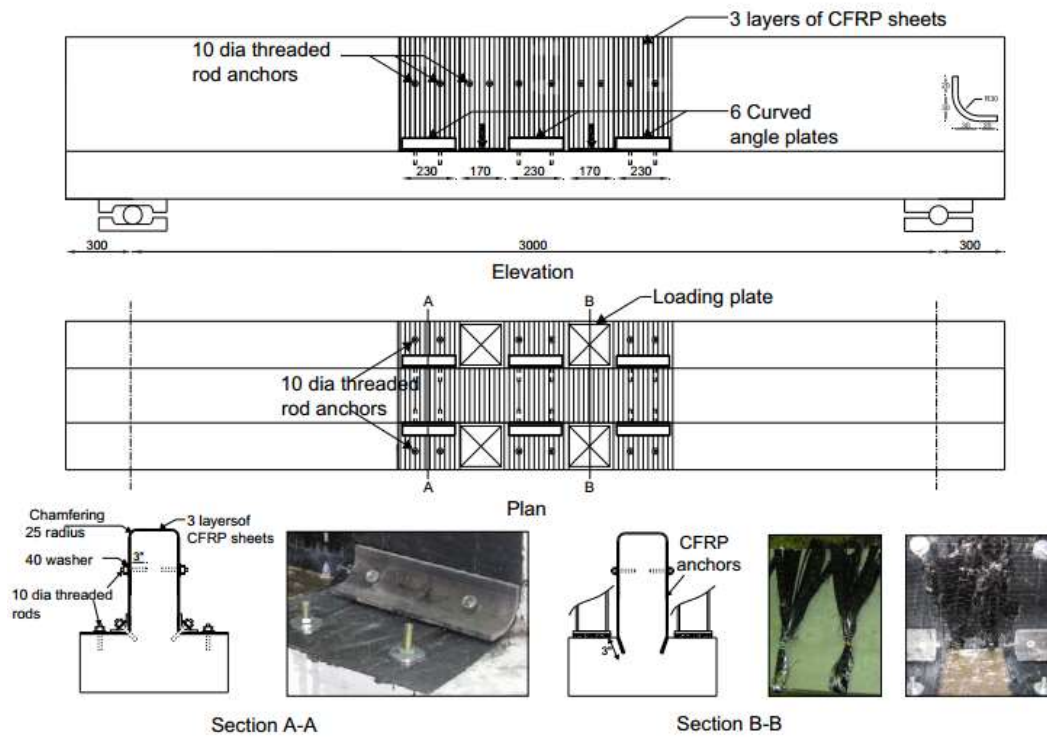 3 layers of CFRP sheets
10 dia threaded
rod anchors
R30
6 Curved
angle plates
30
230
170
230
170
230
300
3000
300
Elevation
A
B
Loading plate
10 dia threaded
rod anchors
A
B
Plan
Chamfering
25 radius
3 layersof
CFRP sheets
40 washer
3"
10 dia threaded
rods
CFRP
anchors
3"
Section A-A
Section B-B